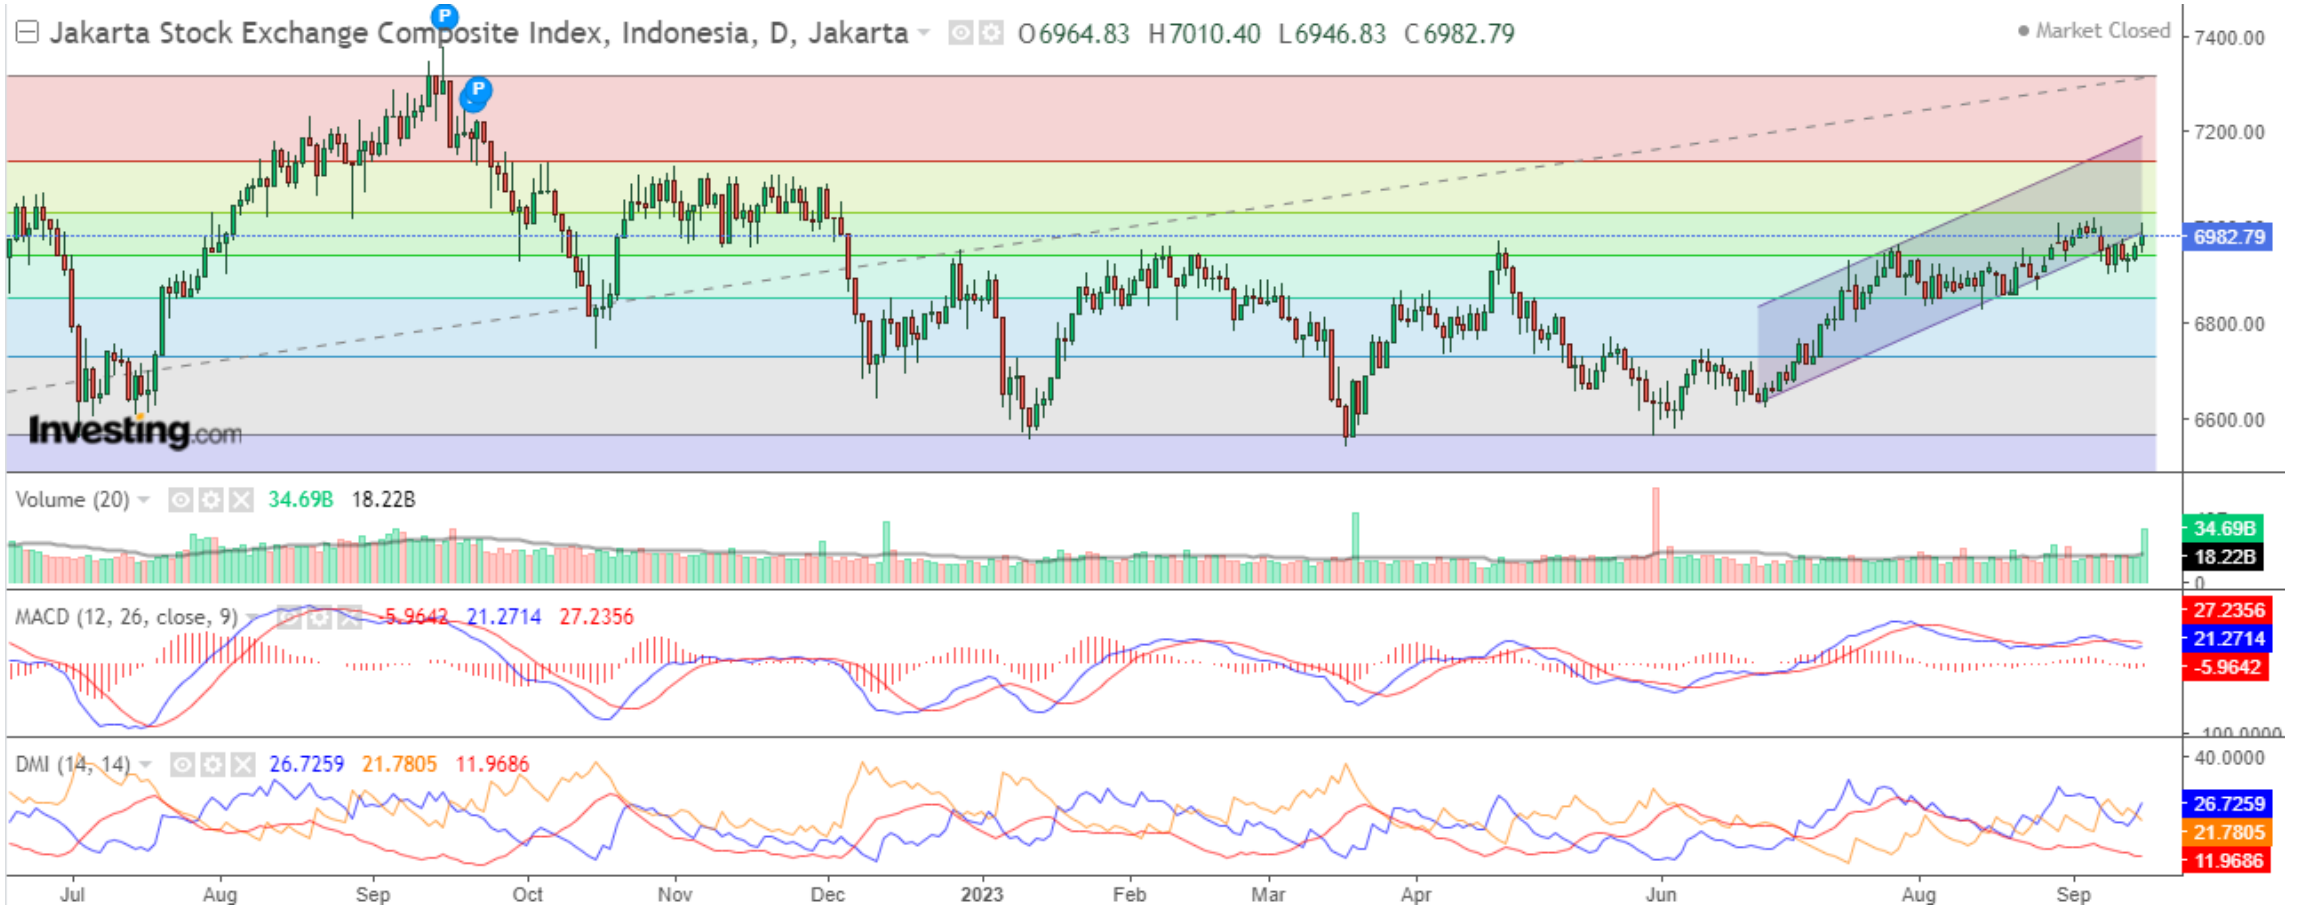 P
Jakarta Stock Exchange Composite Index, Indonesia, D, Jakarta O6964.83 H7010.40 L6946.83 C6982.79
Market Closed
7400.00
P
7200.00
6982.79
6800.00
6600.00
Investing.com
Volume (20) 34.69B 18.22B
34.69B
18.22B
0
MACD (12, 26, close, 9) -5.9642 21.2714 27.2356
27.2356
21.2714
-5.9642
DMI (14, 14) 26.7259 21.7805 11.9686
40.0000
26.7259
21.7805
11.9686
Jul Aug Sep Oct Nov Dec 2023 Feb Mar Apr Jun Aug Sep